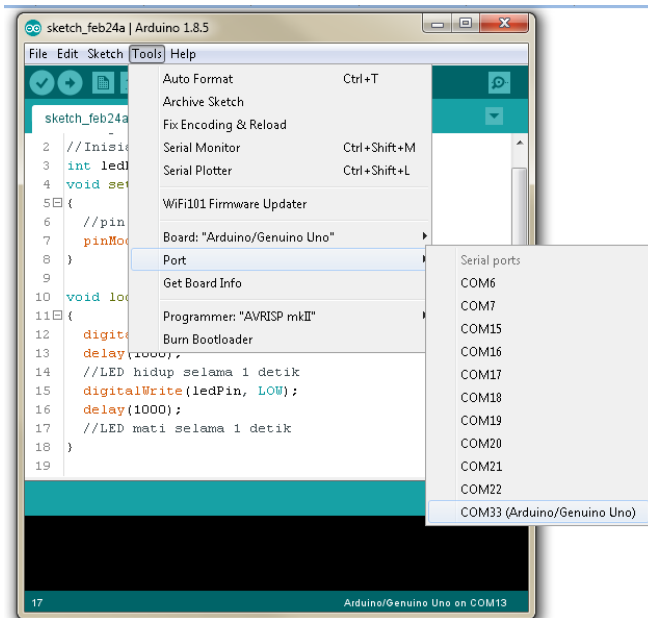 sketch_feb24a | Arduino 1.8.5
File Edit Sketch Tools Help
Auto Format Ctrl+T
Archive Sketch
Fix Encoding & Reload
Serial Monitor Ctrl+Shift+M
Serial Plotter Ctrl+Shift+L
WiFi101 Firmware Updater
Board: "Arduino/Genuino Uno"
Port
Get Board Info
Programmer: "AVRISP mkII"
Burn Bootloader
Serial ports
COM6
COM7
COM15
COM16
COM17
COM18
COM19
COM20
COM21
COM22
COM33 (Arduino/Genuino Uno)
sketch_feb24a
2 //Inisia
3 int led
4 void set
5 {
6 //pin
7 pinMo
8 }
9
10 void loo
11 {
12 digita
13 delay(1000);
14 //LED hidup selama 1 detik
15 digitalWrite(ledPin, LOW);
16 delay(1000);
17 //LED mati selama 1 detik
18 }
19
17 Arduino/Genuino Uno on COM13